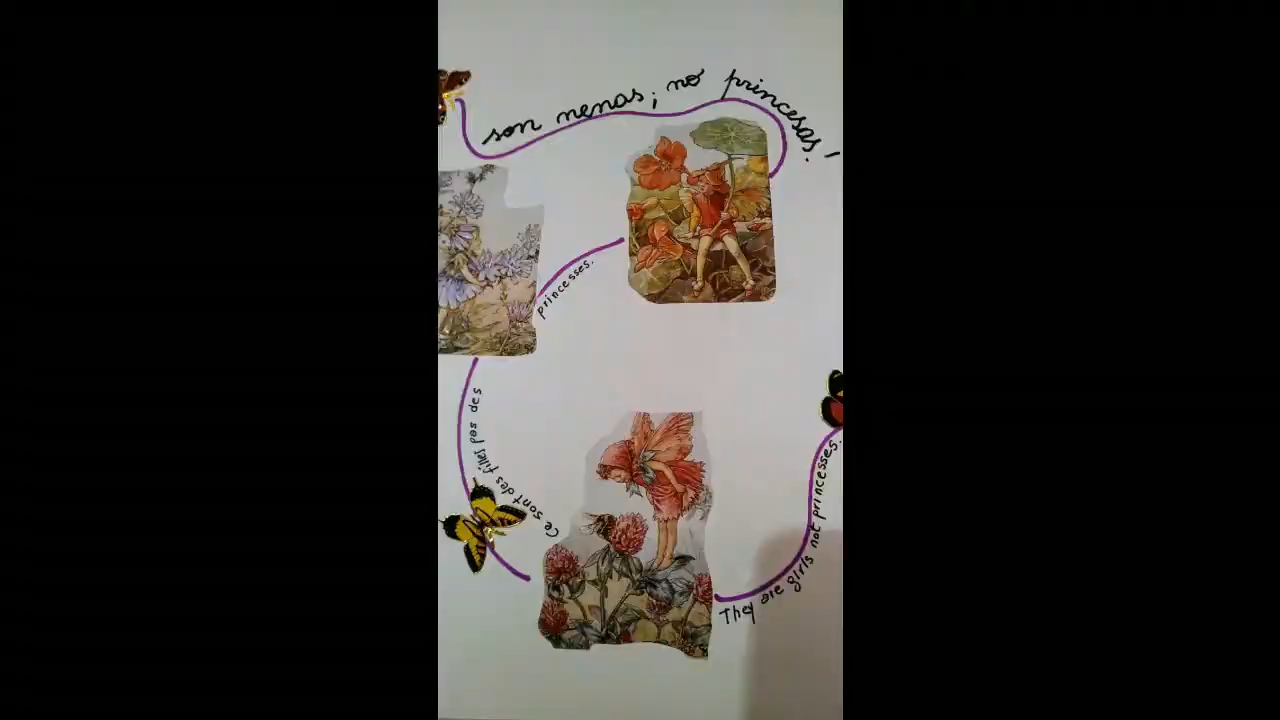 son nenas, no princesas!
Ce sont des filles pas des
princesses.
They are girls not princesses.